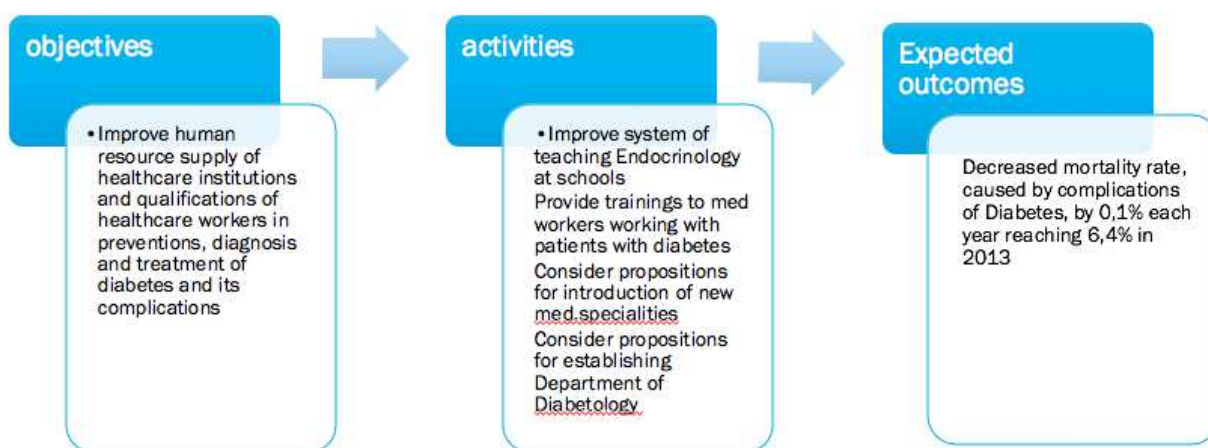 objectives
•Improve human
resource supply of
healthcare institutions
and qualifications of
healthcare workers in
preventions, diagnosis
and treatment of
diabetes and its
complications
activities
•Improve system of
teaching Endocrinology
at schools
Provide trainings to med
workers working with
patients with diabetes
Consider propositions
for introduction of new
med.specialities
Consider propositions
for establishing
Department of
Diabetology
Expected
outcomes
Decreased mortality rate,
caused by complications
of Diabetes, by 0,1% each
year reaching 6,4% in
2013